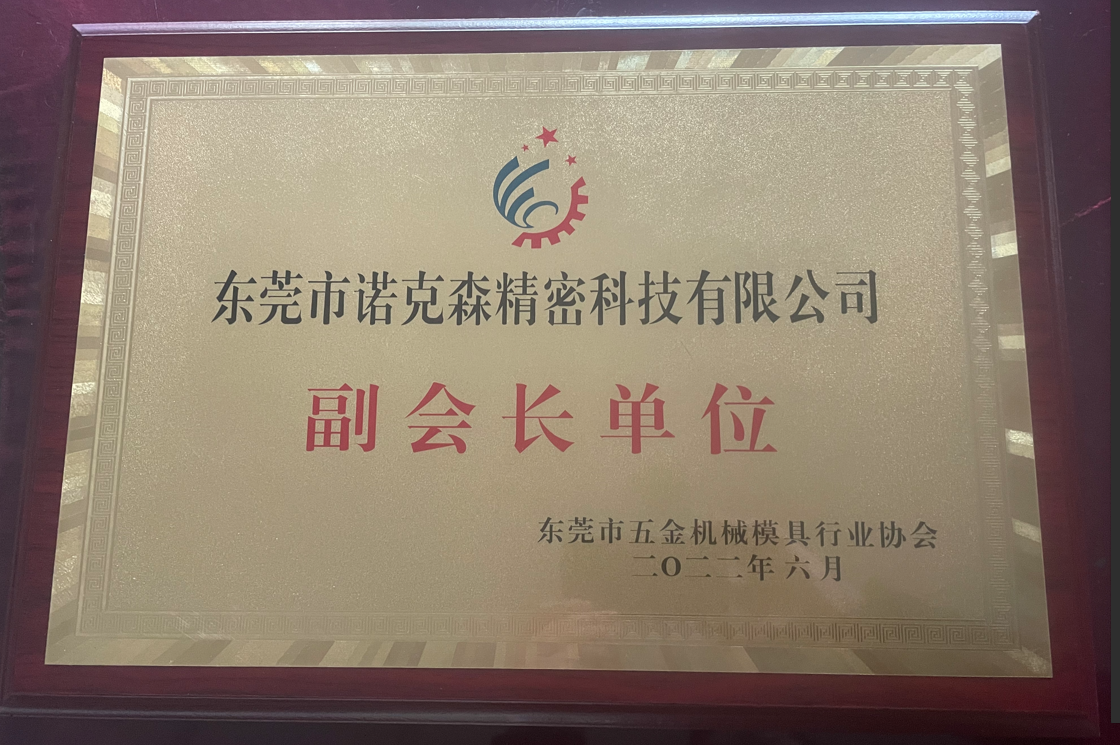 东莞市诺克森精密科技有限公司
副会长单位
东莞市五金机械模具行业协会
二O二二年六月